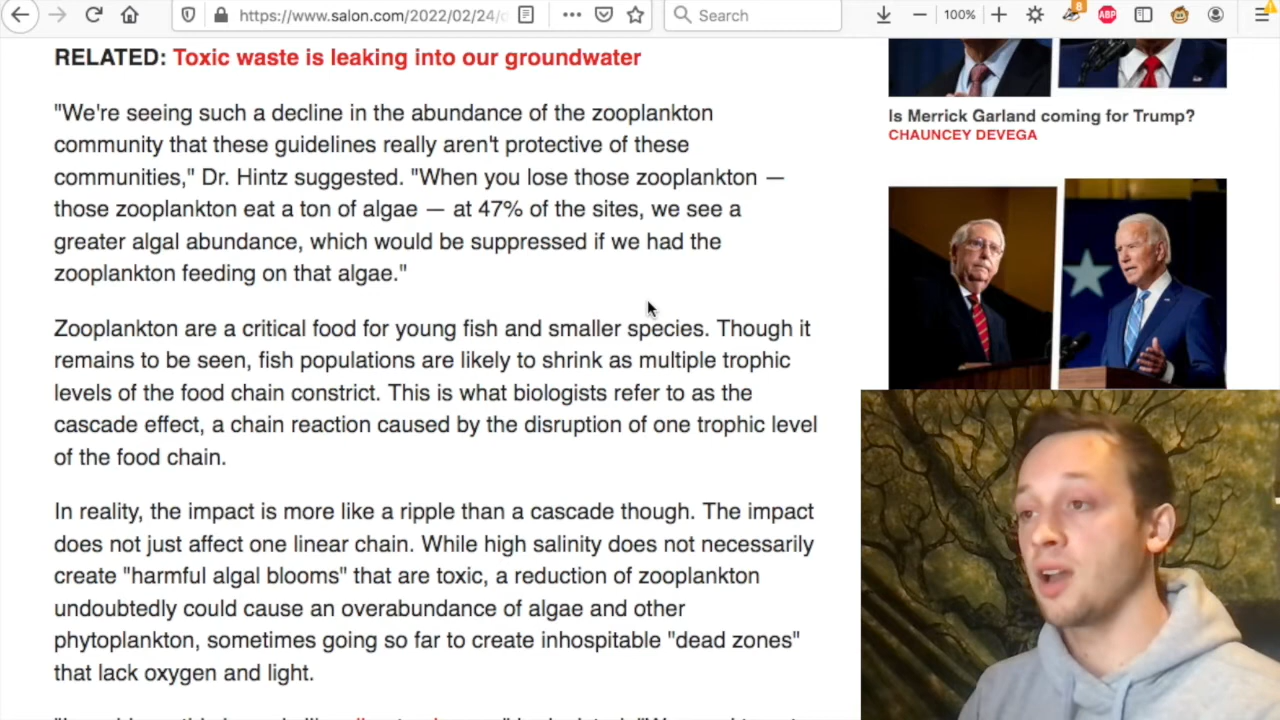 https://www.salon.com/2022/02/24/
Search
100%
8
ABP
RELATED: Toxic waste is leaking into our groundwater
"We're seeing such a decline in the abundance of the zooplankton
community that these guidelines really aren't protective of these
communities," Dr. Hintz suggested. "When you lose those zooplankton —
those zooplankton eat a ton of algae — at 47% of the sites, we see a
greater algal abundance, which would be suppressed if we had the
zooplankton feeding on that algae."
Zooplankton are a critical food for young fish and smaller species. Though it
remains to be seen, fish populations are likely to shrink as multiple trophic
levels of the food chain constrict. This is what biologists refer to as the
cascade effect, a chain reaction caused by the disruption of one trophic level
of the food chain.
In reality, the impact is more like a ripple than a cascade though. The impact
does not just affect one linear chain. While high salinity does not necessarily
create "harmful algal blooms" that are toxic, a reduction of zooplankton
undoubtedly could cause an overabundance of algae and other
phytoplankton, sometimes going so far to create inhospitable "dead zones"
that lack oxygen and light.
Is Merrick Garland coming for Trump?
CHAUNCEY DEVEGA